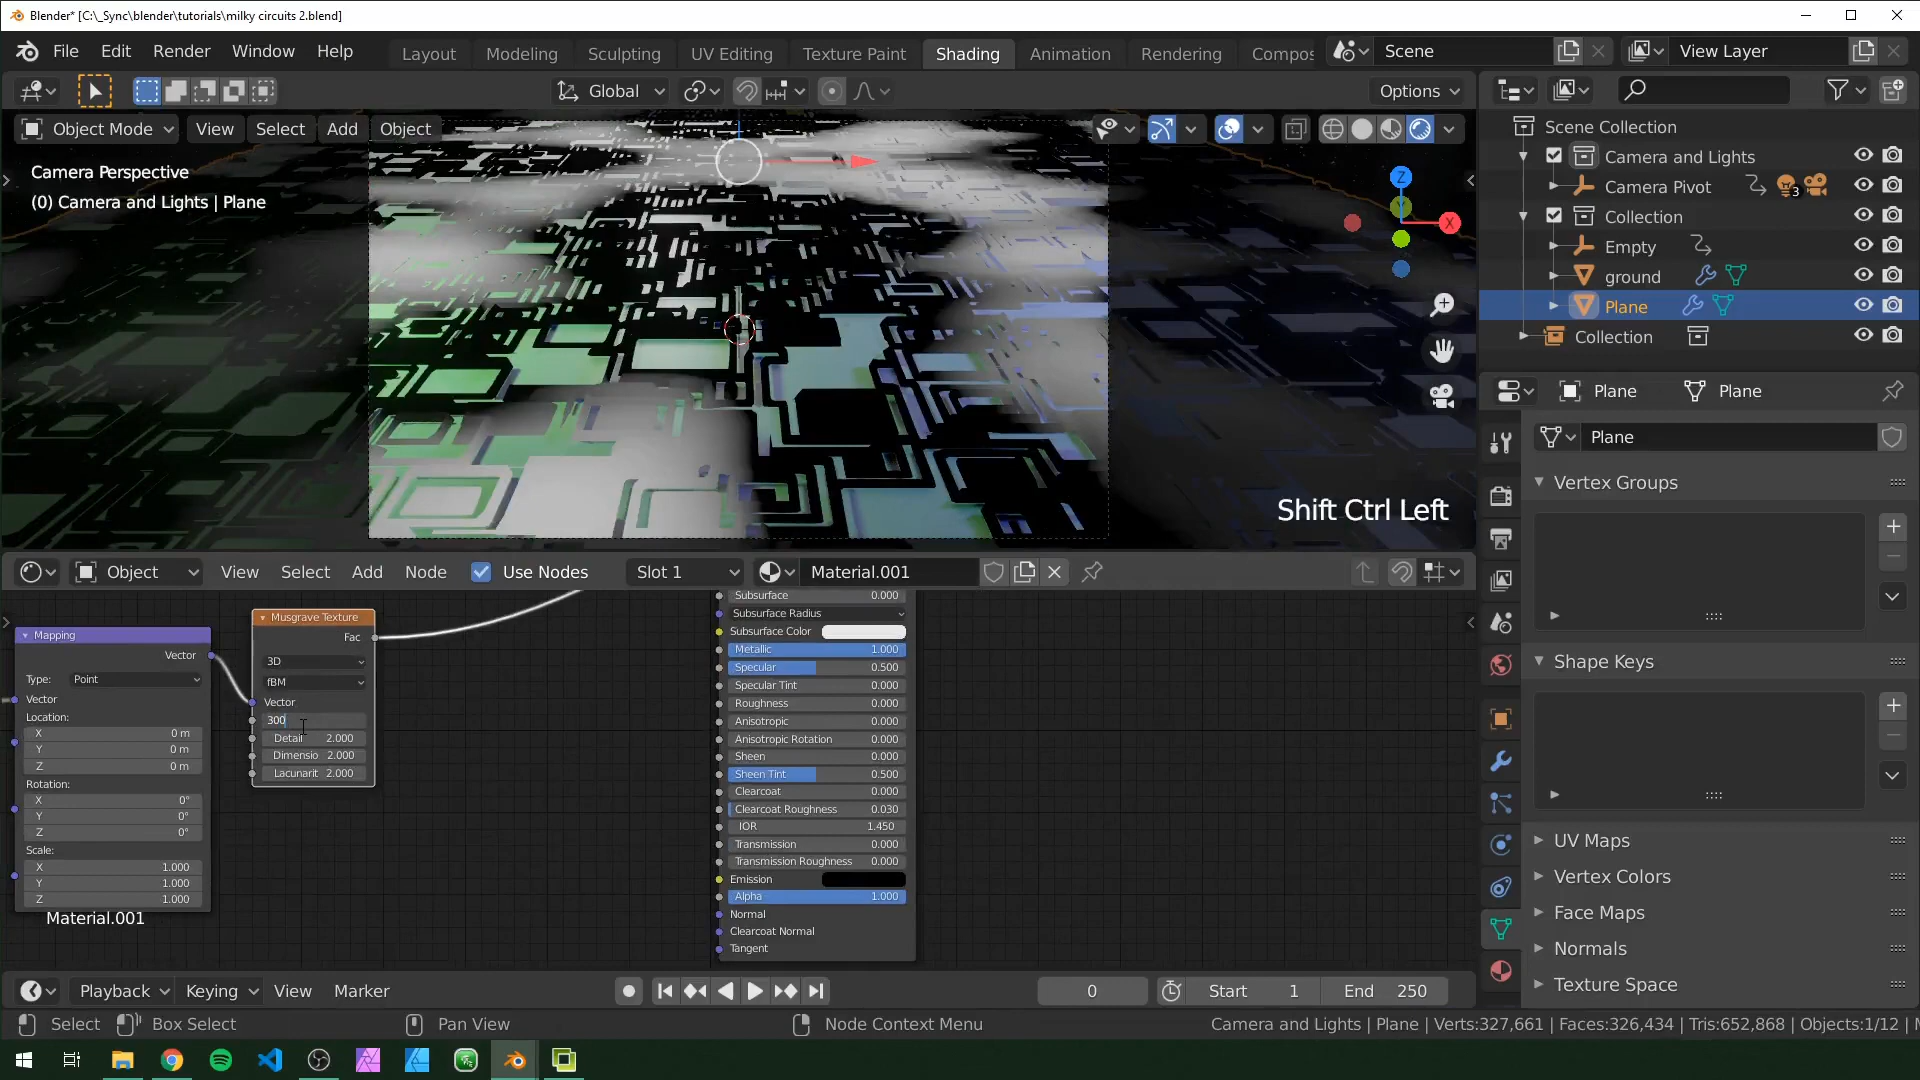 Blender* [C:\_Sync\blender\tutorials\milky circuits 2.blend]
File Edit Render Window Help
Layout Modeling Sculpting UV Editing Texture Paint Shading Animation Rendering Compos
Scene
View Layer
Global
Options
Object Mode View Select Add Object
Camera Perspective
(0) Camera and Lights | Plane
Z
X
Shift Ctrl Left
Scene Collection
Camera and Lights
Camera Pivot
3
Collection
Empty
ground
Plane
Collection
Plane
Plane
Plane
Vertex Groups
Shape Keys
UV Maps
Vertex Colors
Face Maps
Normals
Texture Space
Object View Select Add Node Use Nodes Slot 1 Material.001
Mapping
Vector
Type: Point
Vector
Location:
X 0 m
Y 0 m
Z 0 m
Rotation:
X 0°
Y 0°
Z 0°
Scale:
X 1.000
Y 1.000
Z 1.000
Material.001
Musgrave Texture
Fac
3D
fBM
Vector
300
Detail 2.000
Dimensio 2.000
Lacunarit 2.000
Subsurface 0.000
Subsurface Radius
Subsurface Color
Metallic 1.000
Specular 0.500
Specular Tint 0.000
Roughness 0.000
Anisotropic 0.000
Anisotropic Rotation 0.000
Sheen 0.000
Sheen Tint 0.500
Clearcoat 0.000
Clearcoat Roughness 0.030
IOR 1.450
Transmission 0.000
Transmission Roughness 0.000
Emission
Alpha 1.000
Normal
Clearcoat Normal
Tangent
Playback Keying View Marker
0
Start 1
End 250
Select Box Select Pan View Node Context Menu
Camera and Lights | Plane | Verts:327,661 | Faces:326,434 | Tris:652,868 | Objects:1/12 | M